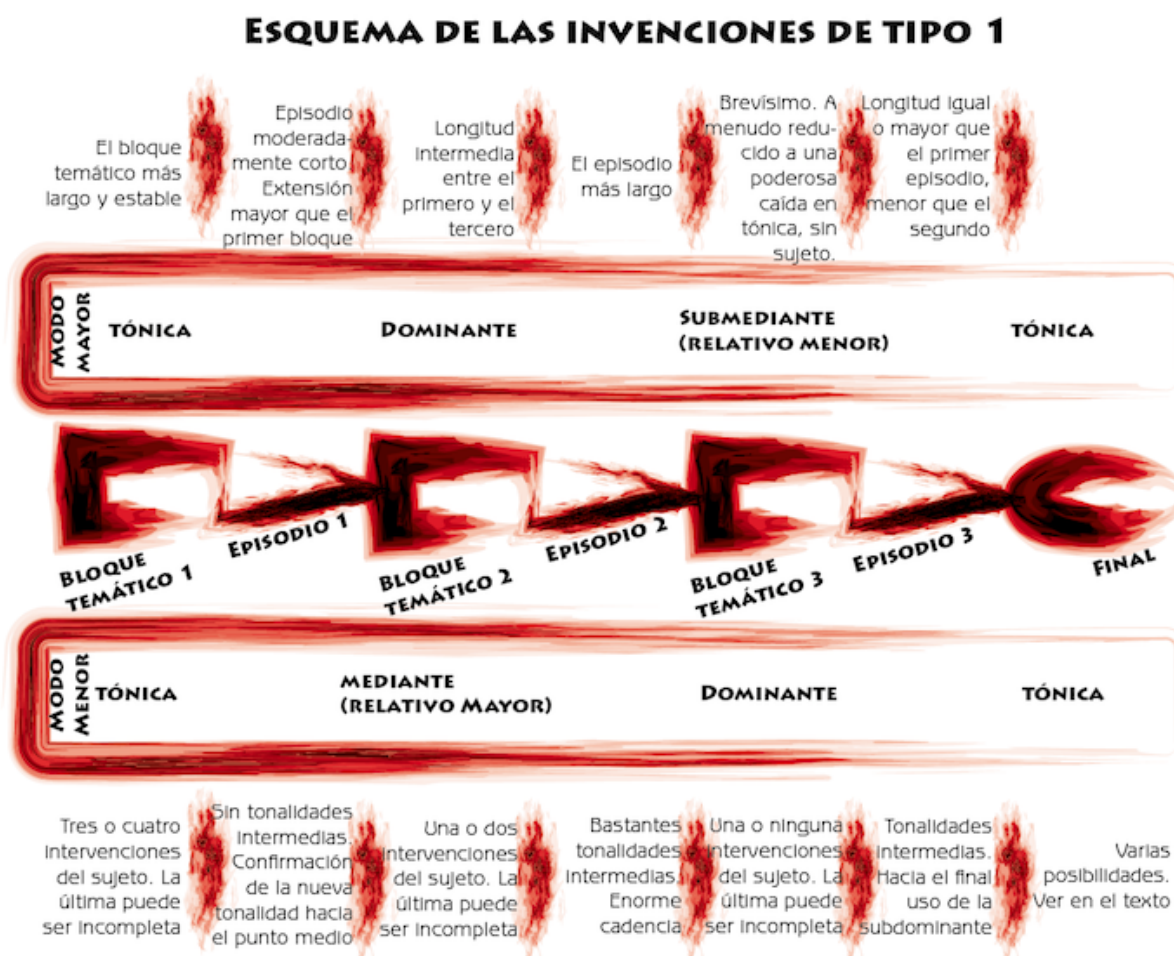 ESQUEMA DE LAS INVENCIONES DE TIPO 1
El bloque
temático más
largo y estable
Episodio
moderada-
mente corto
Extensión
mayor que el
primer bloque
Longitud
intermedia
entre el
primero y el
tercero
El episodio
más largo
Brevísimo. A
menudo redu-
cido a una
poderosa
caída en
tónica, sin
sujeto.
Longitud igual
o mayor que
el primer
episodio,
menor que el
segundo
MODO
MAYOR
TÓNICA
DOMINANTE
SUBMEDIANTE
(RELATIVO MENOR)
TÓNICA
BLOQUE
TEMÁTICO 1
EPISODIO 1
BLOQUE
TEMÁTICO 2
EPISODIO 2
BLOQUE
TEMÁTICO 3
EPISODIO 3
FINAL
MODO
MENOR
TÓNICA
MEDIANTE
(RELATIVO MAYOR)
DOMINANTE
TÓNICA
Tres o cuatro
intervenciones
del sujeto. La
última puede
ser incompleta
Sin tonalidades
intermedias.
Confirmación
de la nueva
tonalidad hacia
el punto medio
Una o dos
intervenciones
del sujeto. La
última puede
ser incompleta
Bastantes
tonalidades
intermedias.
Enorme
cadencia
Una o ninguna
intervenciones
del sujeto. La
última puede
ser incompleta
Tonalidades
intermedias.
Hacia el final
uso de la
subdominante
Varias
posibilidades.
Ver en el texto